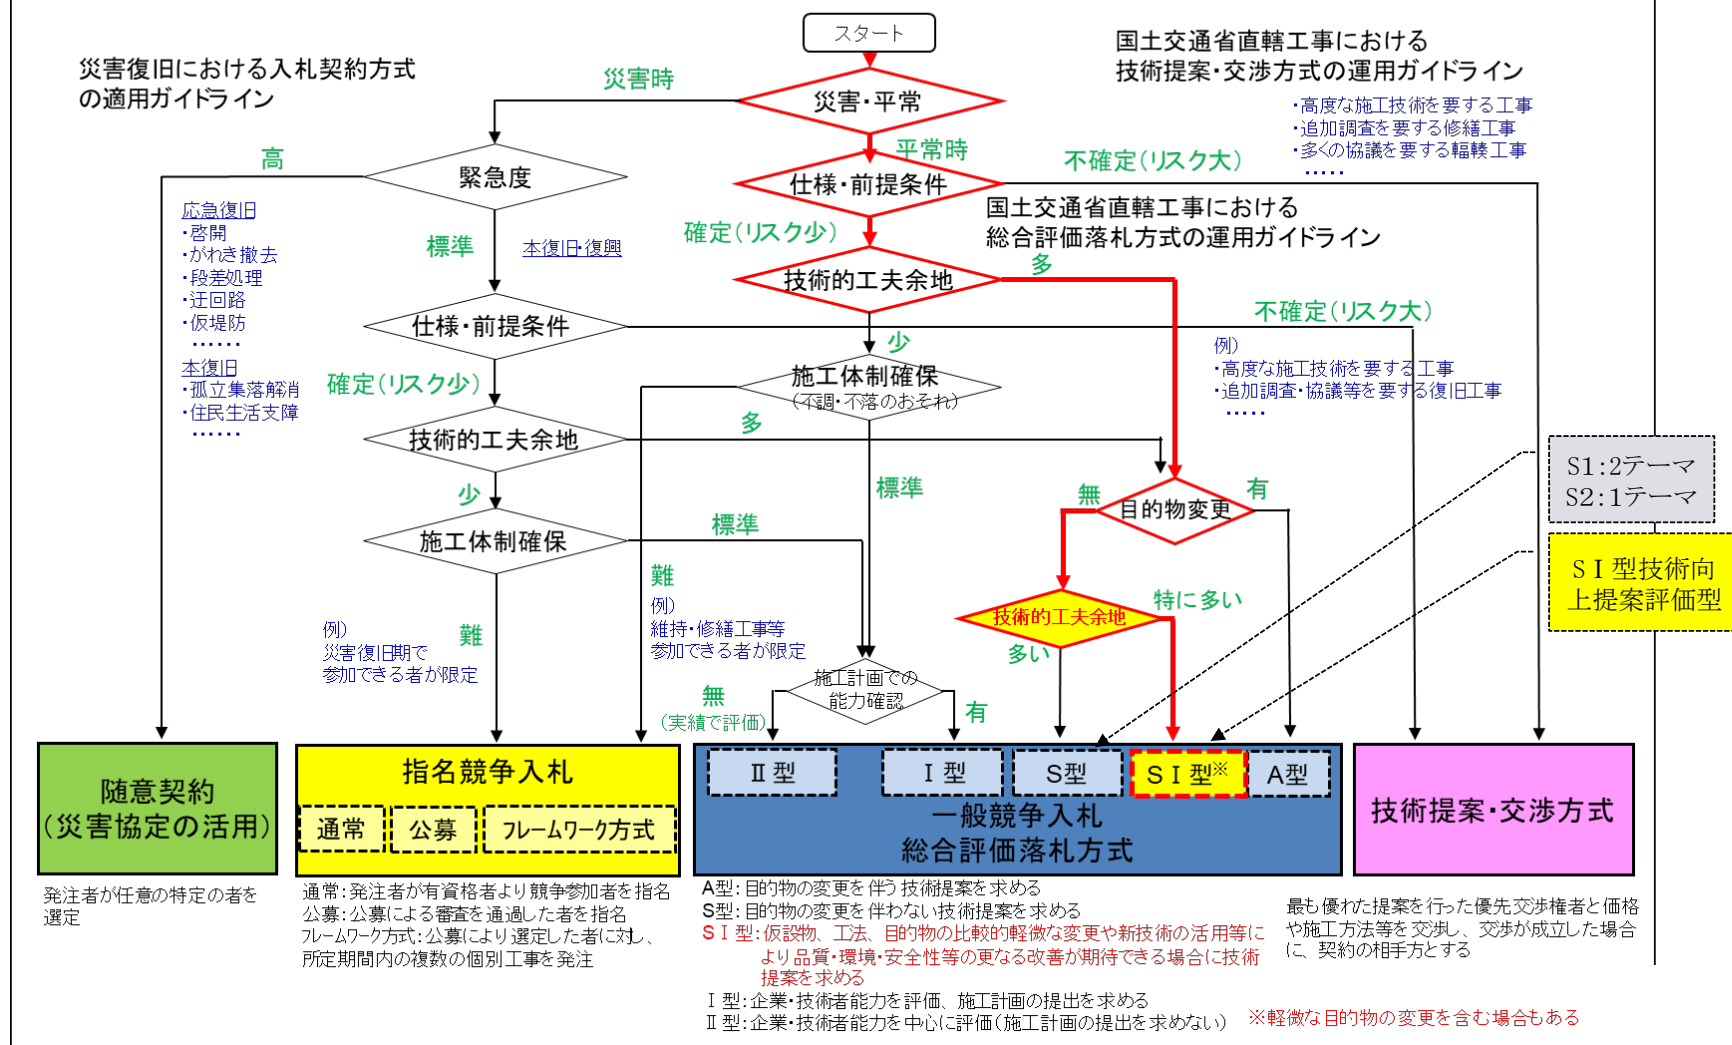 スタート
災害復旧における入札契約方式
の適用ガイドライン
国土交通省直轄工事における
技術提案・交渉方式の運用ガイドライン
・高度な施工技術を要する工事
・追加調査を要する修繕工事
・多くの協議を要する輻輳工事
・・・・・
災害時
災害・平常
平常時
高
緊急度
仕様・前提条件
不確定(リスク大)
応急復旧
・啓開
・がれき撤去
・段差処理
・迂回路
・仮堤防
・・・・・・
本復旧
・孤立集落解消
・住民生活支障
・・・・・・
標準
本復旧・復興
確定(リスク少)
国土交通省直轄工事における
総合評価落札方式の運用ガイドライン
技術的工夫余地
多
仕様・前提条件
不確定(リスク大)
少
例)
・高度な施工技術を要する工事
・追加調査・協議等を要する復旧工事
・・・・・
確定(リスク少)
施工体制確保
(不調・不落のおそれ)
技術的工夫余地
多
S1:2テーマ
S2:1テーマ
少
標準
無
目的物変更
有
施工体制確保
標準
SⅠ型技術向
上提案評価型
難
例)
維持・修繕工事等
参加できる者が限定
技術的工夫余地
特に多い
多い
例)
災害復旧期で
参加できる者が限定
難
施工計画での
能力確認
無
(実績で評価)
有
随意契約
(災害協定の活用)
指名競争入札
通常
公募
フレームワーク方式
Ⅱ型
Ⅰ型
S型
SⅠ型※
A型
一般競争入札
総合評価落札方式
技術提案・交渉方式
発注者が任意の特定の者を
選定
通常:発注者が有資格者より競争参加者を指名
公募:公募による審査を通過した者を指名
フレームワーク方式:公募により選定した者に対し、
所定期間内の複数の個別工事を発注
A型:目的物の変更を伴う技術提案を求める
S型:目的物の変更を伴わない技術提案を求める
SⅠ型:仮設物、工法、目的物の比較的軽微な変更や新技術の活用等に
より品質・環境・安全性等の更なる改善が期待できる場合に技術
提案を求める
Ⅰ型:企業・技術者能力を評価、施工計画の提出を求める
Ⅱ型:企業・技術者能力を中心に評価(施工計画の提出を求めない)
最も優れた提案を行った優先交渉権者と価格
や施工方法等を交渉し、交渉が成立した場合
に、契約の相手方とする
※軽微な目的物の変更を含む場合もある